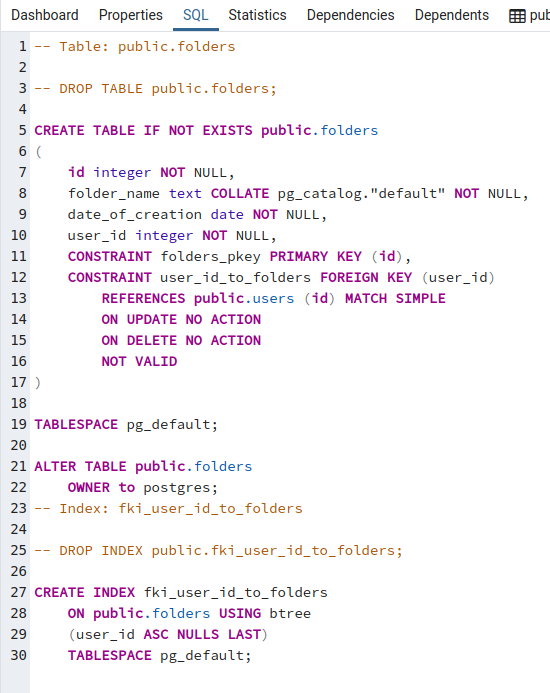 Dashboard Properties SQL Statistics Dependencies Dependents pub
1 -- Table: public.folders
2
3 -- DROP TABLE public.folders;
4
5 CREATE TABLE IF NOT EXISTS public.folders
6 (
7 id integer NOT NULL,
8 folder_name text COLLATE pg_catalog."default" NOT NULL,
9 date_of_creation date NOT NULL,
10 user_id integer NOT NULL,
11 CONSTRAINT folders_pkey PRIMARY KEY (id),
12 CONSTRAINT user_id_to_folders FOREIGN KEY (user_id)
13 REFERENCES public.users (id) MATCH SIMPLE
14 ON UPDATE NO ACTION
15 ON DELETE NO ACTION
16 NOT VALID
17 )
18
19 TABLESPACE pg_default;
20
21 ALTER TABLE public.folders
22 OWNER to postgres;
23 -- Index: fki_user_id_to_folders
24
25 -- DROP INDEX public.fki_user_id_to_folders;
26
27 CREATE INDEX fki_user_id_to_folders
28 ON public.folders USING btree
29 (user_id ASC NULLS LAST)
30 TABLESPACE pg_default;